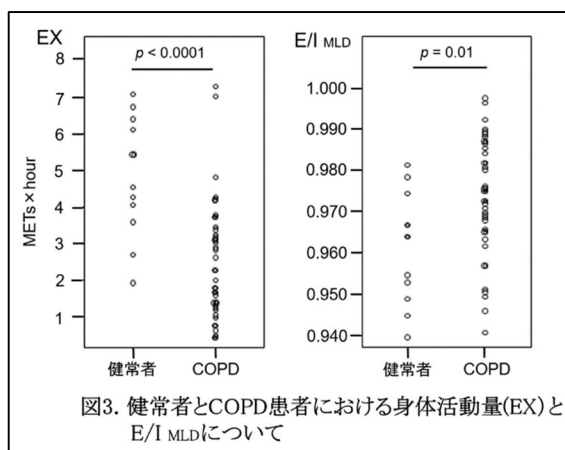 EX
p < 0.0001
8
7
6
5
4
3
2
1
METs×hour
健常者
COPD
E/I MLD
p = 0.01
1.000
0.990
0.980
0.970
0.960
0.950
0.940
健常者
COPD
図3. 健常者とCOPD患者における身体活動量(EX)と
E/I MLDについて